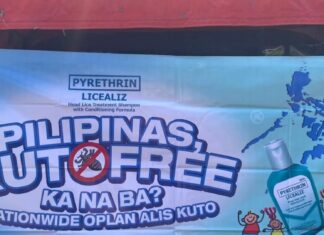 PYRETHRIN
LICEALIZ
Head Lice Treatment Shampoo
with Conditioning Formula
PILIPINAS,
KUTO FREE
KA NA BA?
NATIONWIDE OPLAN ALIS KUTO
PYRETHRIN
LICEALIZ